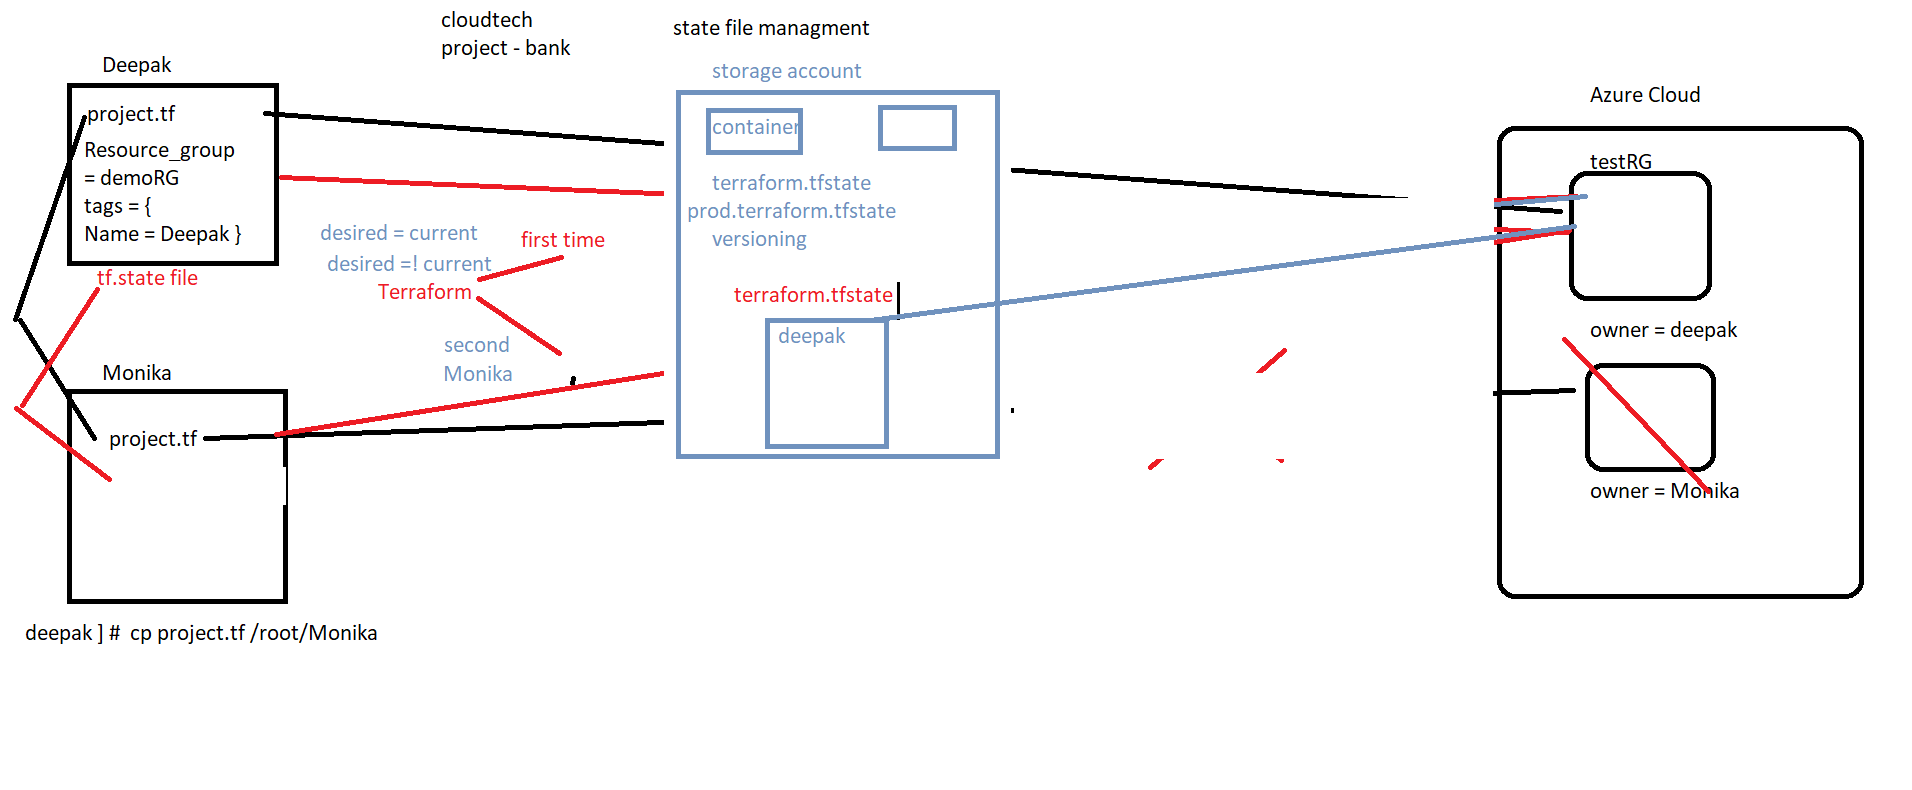 cloudtech
project - bank
state file managment
storage account
Deepak
project.tf
Resource_group
= demoRG
tags = {
Name = Deepak }
tf.state file
desired = current
desired =! current
Terraform
first time
second
Monika
container
terraform.tfstate
prod.terraform.tfstate
versioning
terraform.tfstate
deepak
Azure Cloud
testRG
owner = deepak
owner = Monika
Monika
project.tf
deepak ] #  cp project.tf /root/Monika